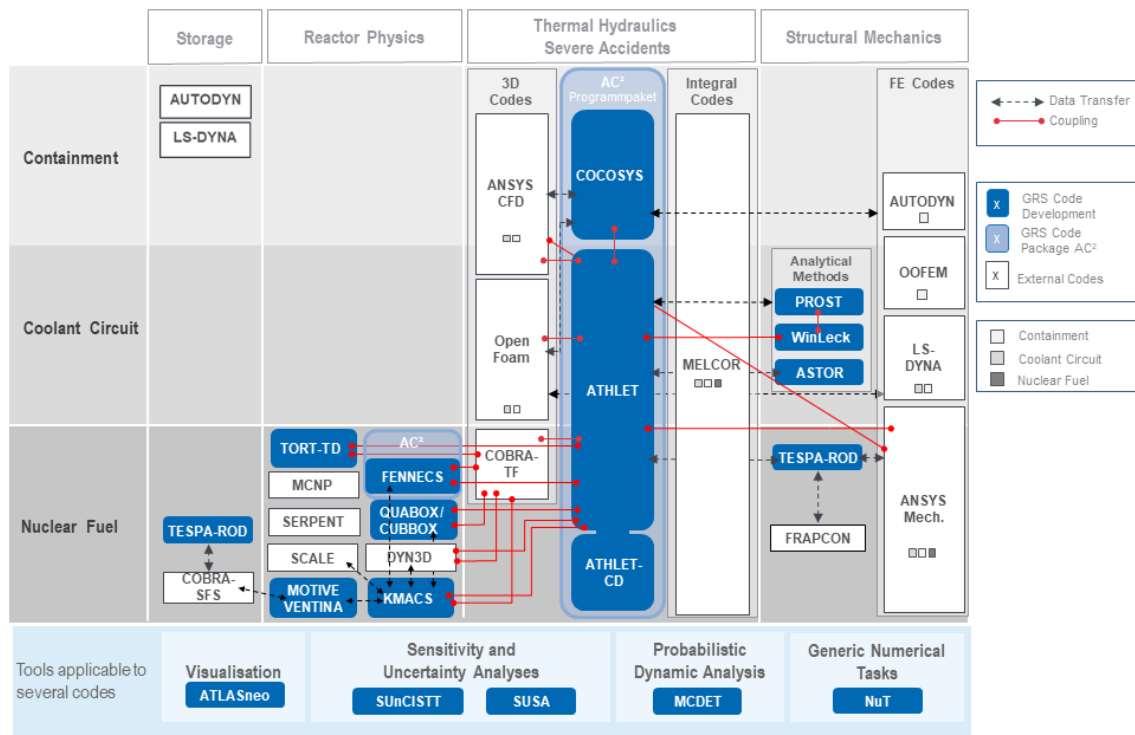 Storage
Reactor Physics
Thermal Hydraulics
Severe Accidents
Structural Mechanics
Containment
Coolant Circuit
Nuclear Fuel
AUTODYN
LS-DYNA
TESPA-ROD
COBRA-
SFS
TORT-TD
MCNP
SERPENT
SCALE
MOTIVE
VENTINA
AC²
FENNECS
QUABOX/
CUBBOX
DYN3D
KMACS
3D
Codes
ANSYS
CFD
Open
Foam
COBRA-
TF
AC²
Programmpaket
COCOSYS
ATHLET
ATHLET-
CD
Integral
Codes
MELCOR
Analytical
Methods
PROST
WinLeck
ASTOR
TESPA-ROD
FRAPCON
FE Codes
AUTODYN
OOFEM
LS-
DYNA
ANSYS
Mech.
Data Transfer
Coupling
x
GRS Code
Development
x
GRS Code
Package AC²
x
External Codes
Containment
Coolant Circuit
Nuclear Fuel
Tools applicable to
several codes
Visualisation
ATLASneo
Sensitivity and
Uncertainty Analyses
SUnCISTT
SUSA
Probabilistic
Dynamic Analysis
MCDET
Generic Numerical
Tasks
NuT